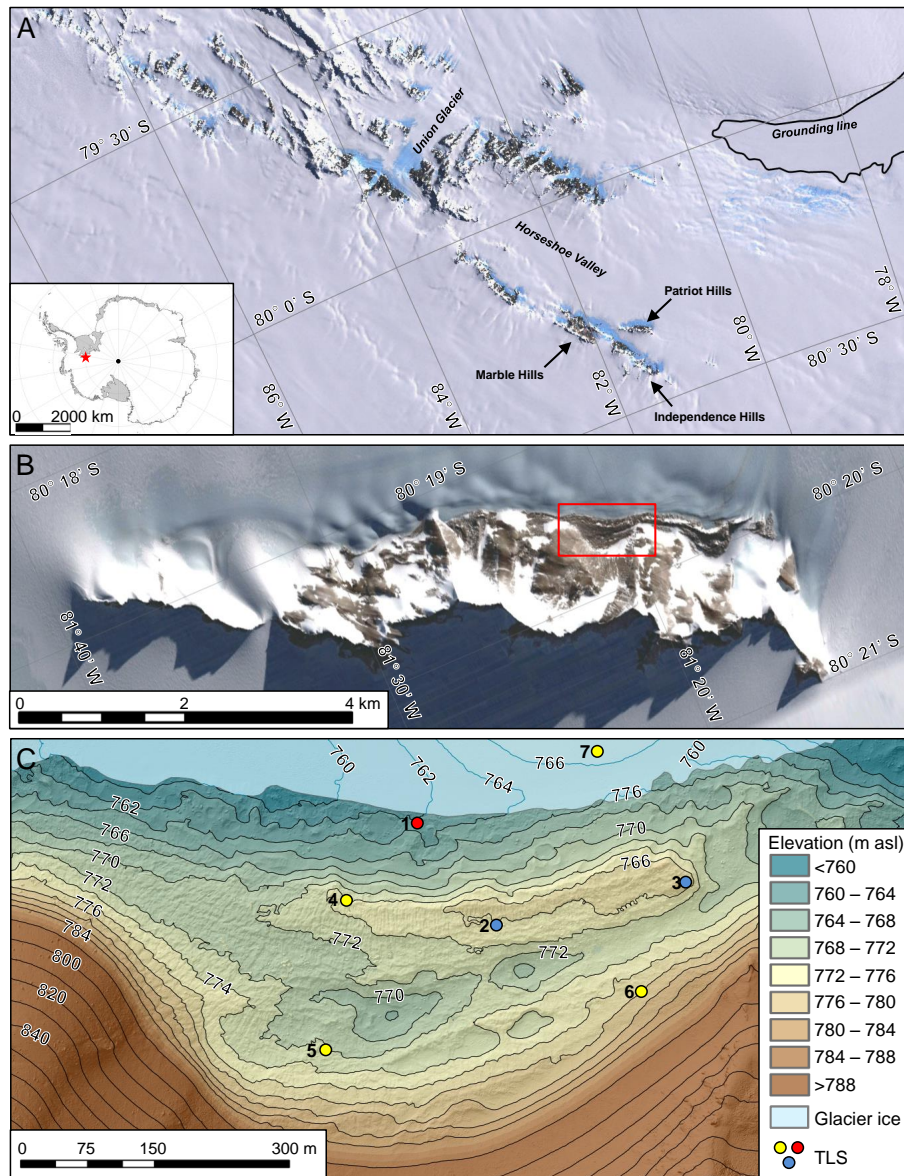 A
79° 30' S
Union Glacier
Grounding line
Horseshoe Valley
78° W
Patriot Hills
80° 0' S
80° W
80° 30' S
Marble Hills
82° W
84° W
86° W
Independence Hills
0 2000 km
B
80° 18' S
80° 19' S
80° 20' S
81° 40' W
81° 30' W
81° 20' W
80° 21' S
0 2 4 km
C
7
760
762
764
766
760
776
762
1
766
770
770
766
772
4
3
776
2
784
772
772
800
774
820
770
6
840
5
0 75 150 300 m
Elevation (m asl)
<760
760 – 764
764 – 768
768 – 772
772 – 776
776 – 780
780 – 784
784 – 788
>788
Glacier ice
TLS